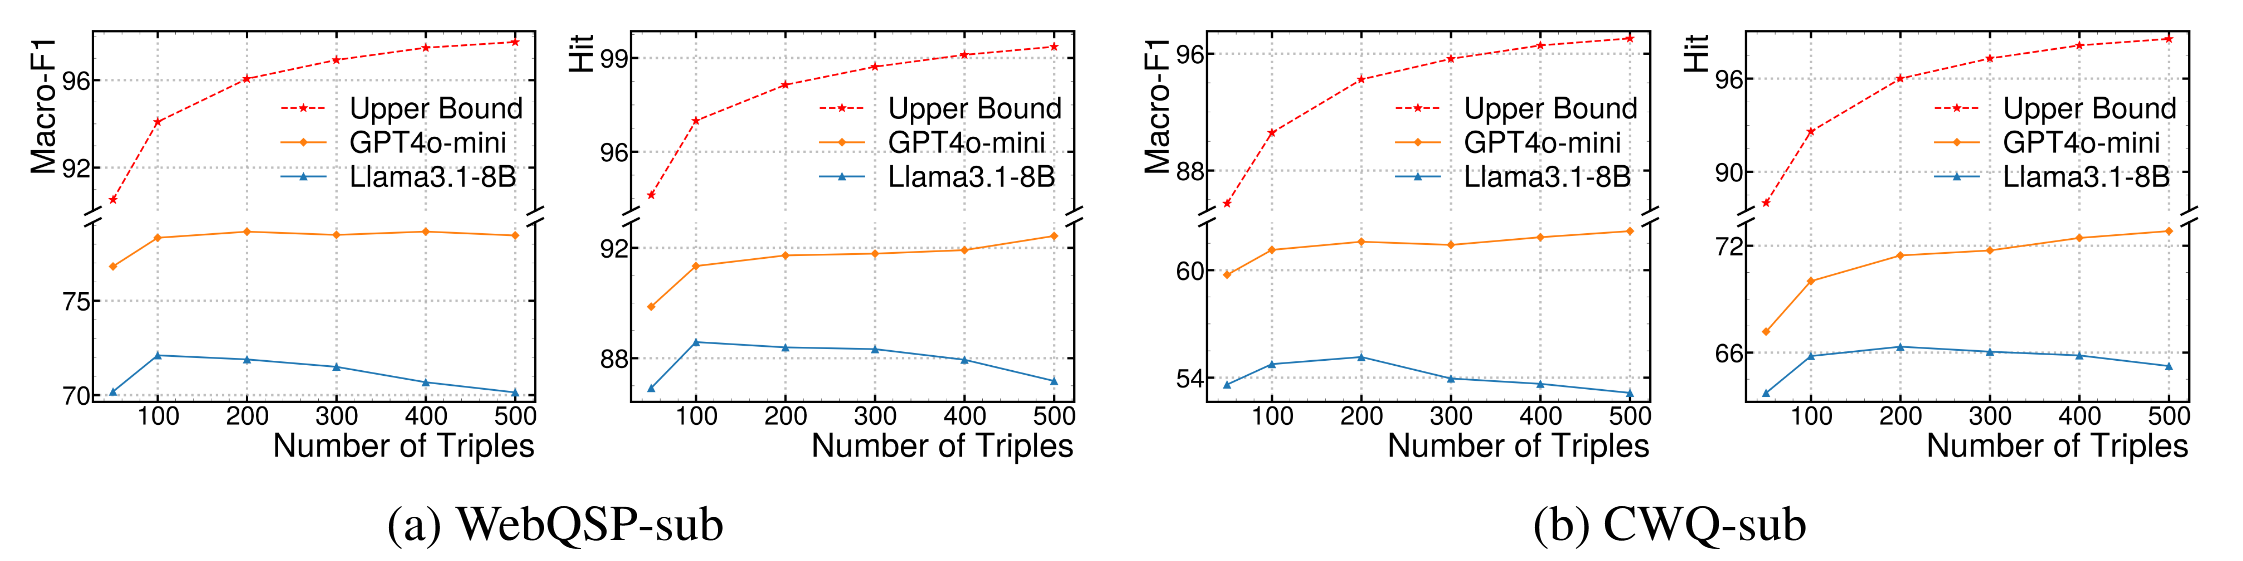 Macro-F1
96
92
75
70
Upper Bound
GPT4o-mini
Llama3.1-8B
100 200 300 400 500
Number of Triples
Hit
99
96
92
88
Upper Bound
GPT4o-mini
Llama3.1-8B
100 200 300 400 500
Number of Triples
(a) WebQSP-sub
Macro-F1
96
88
60
54
Upper Bound
GPT4o-mini
Llama3.1-8B
100 200 300 400 500
Number of Triples
Hit
96
90
72
66
Upper Bound
GPT4o-mini
Llama3.1-8B
100 200 300 400 500
Number of Triples
(b) CWQ-sub